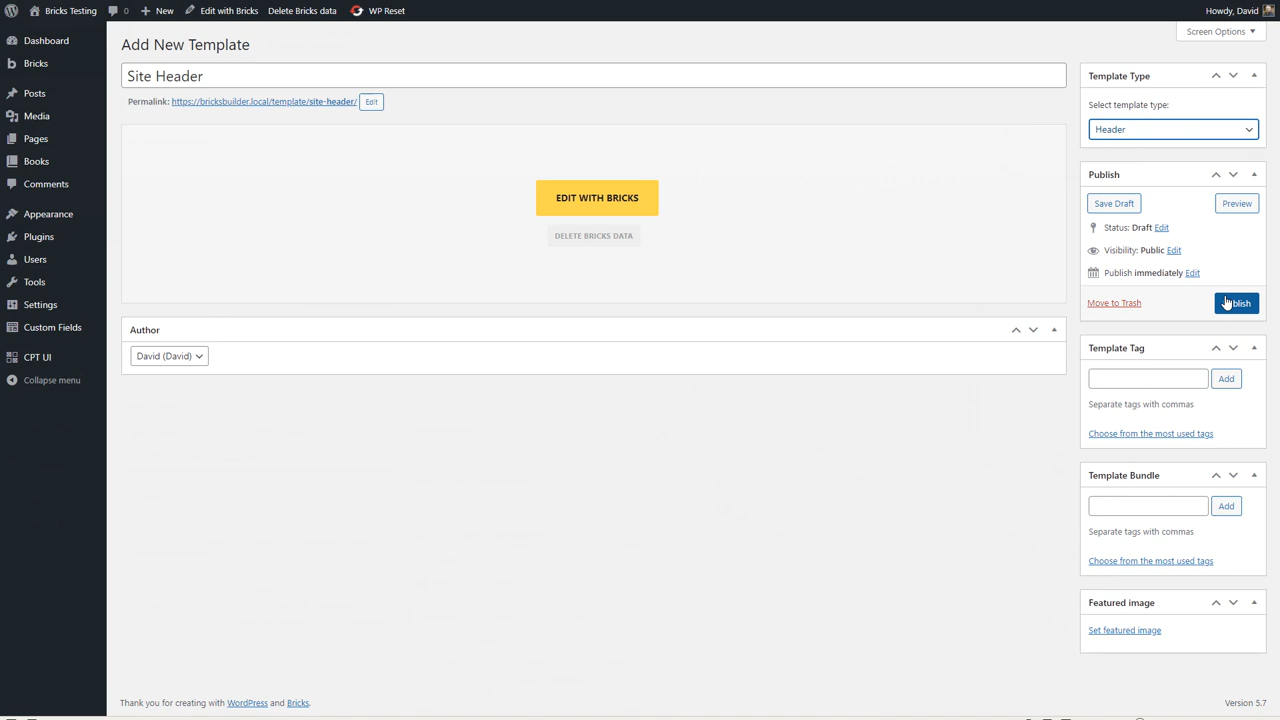 Bricks Testing 0 New Edit with Bricks Delete Bricks data WP Reset Howdy, David
Dashboard
Bricks
Posts
Media
Pages
Books
Comments
Appearance
Plugins
Users
Tools
Settings
Custom Fields
CPT UI
Collapse menu
Screen Options
Add New Template
Site Header
Permalink: https://bricksbuilder.local/template/site-header/ Edit
EDIT WITH BRICKS
DELETE BRICKS DATA
Author
David (David)
Template Type
Select template type:
Header
Publish
Save Draft Preview
Status: Draft Edit
Visibility: Public Edit
Publish immediately Edit
Move to Trash
Template Tag
Add
Separate tags with commas
Choose from the most used tags
Template Bundle
Add
Separate tags with commas
Choose from the most used tags
Featured image
Set featured image
Thank you for creating with WordPress and Bricks. Version 5.7